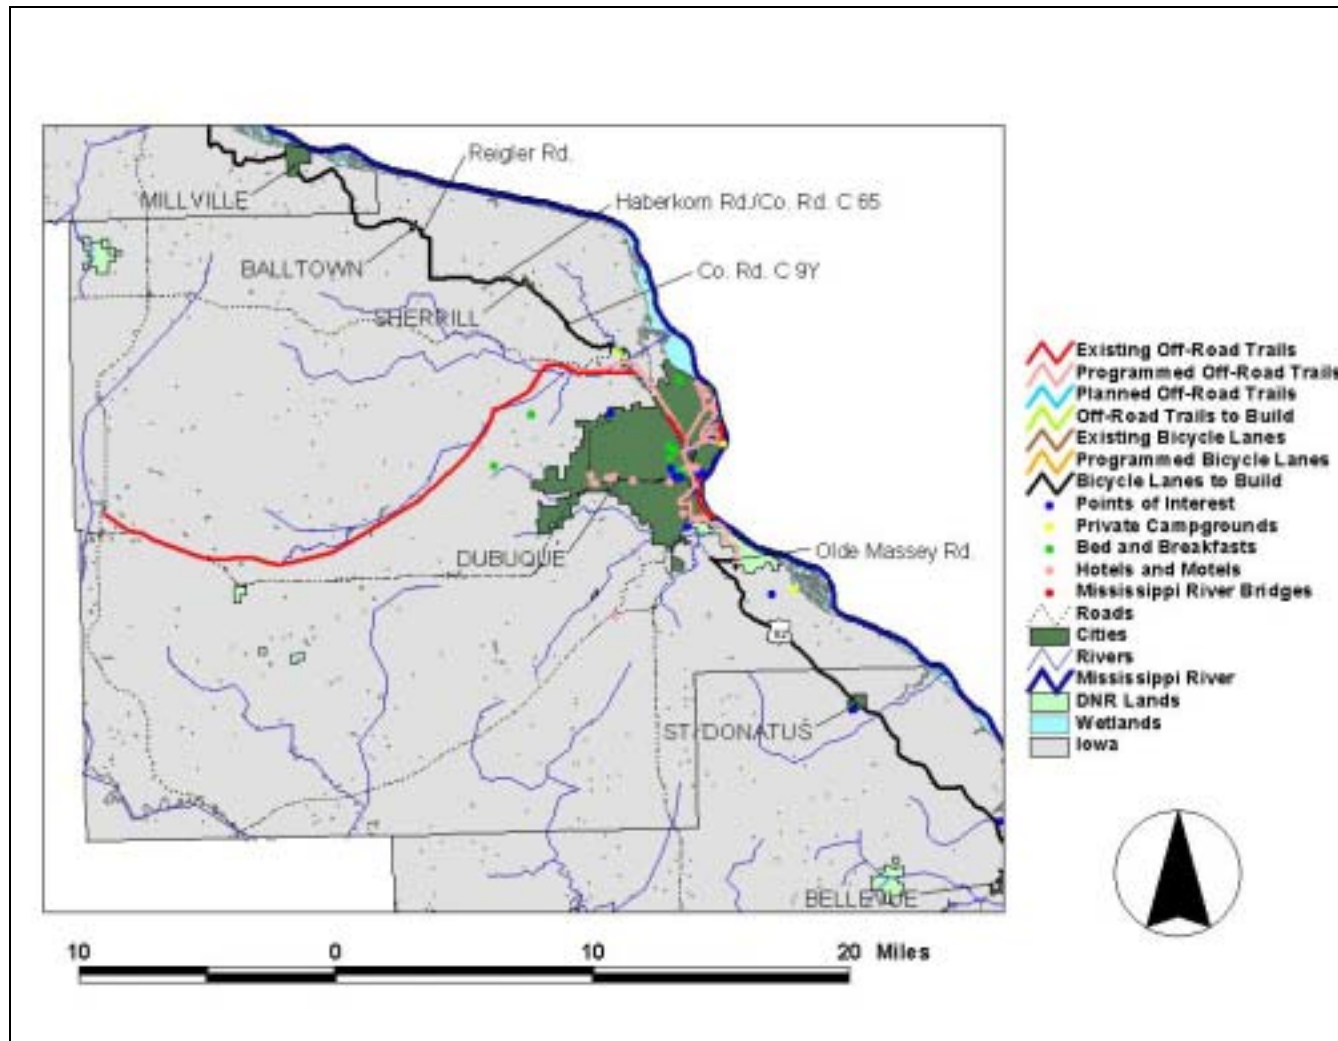 Reigler Rd.
MILLVILLE
Haberkorn Rd./Co. Rd. C 65
BALLTOWN
Co. Rd. C 9Y
SHERRILL
DUBUQUE
Olde Massey Rd.
52
ST. DONATUS
BELLEVUE
Existing Off-Road Trails
Programmed Off-Road Trails
Planned Off-Road Trails
Off-Road Trails to Build
Existing Bicycle Lanes
Programmed Bicycle Lanes
Bicycle Lanes to Build
Points of Interest
Private Campgrounds
Bed and Breakfasts
Hotels and Motels
Mississippi River Bridges
Roads
Cities
Rivers
Mississippi River
DNR Lands
Wetlands
Iowa
10 0 10 20 Miles